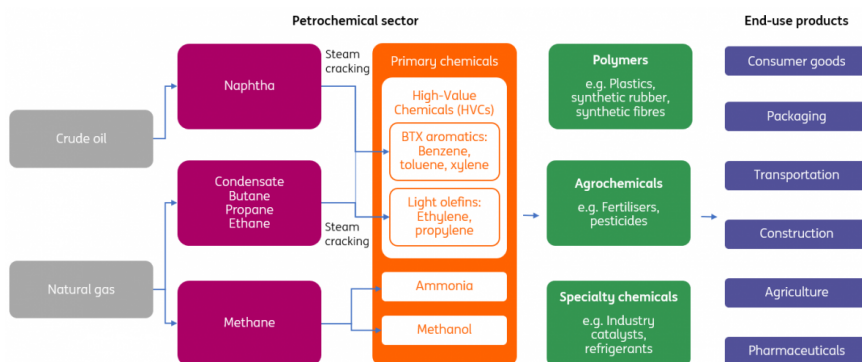 Petrochemical sector
End-use products
Crude oil
Natural gas
Naphtha
Condensate
Butane
Propane
Ethane
Methane
Steam
cracking
Steam
cracking
Primary chemicals
High-Value
Chemicals (HVCs)
BTX aromatics:
Benzene,
toluene, xylene
Light olefins:
Ethylene,
propylene
Ammonia
Methanol
Polymers
e.g. Plastics,
synthetic rubber,
synthetic fibres
Agrochemicals
e.g. Fertilisers,
pesticides
Specialty chemicals
e.g. Industry
catalysts,
refrigerants
Consumer goods
Packaging
Transportation
Construction
Agriculture
Pharmaceuticals